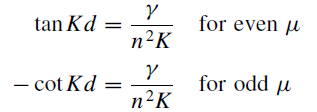 tan Kd = γ / n²K for even μ
− cot Kd = γ / n²K for odd μ